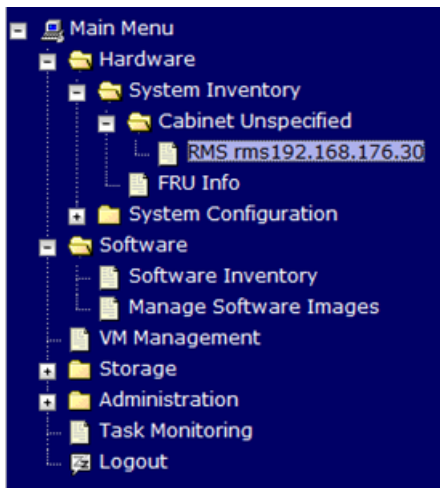 Main Menu
Hardware
System Inventory
Cabinet Unspecified
RMS rms192.168.176.30
FRU Info
System Configuration
Software
Software Inventory
Manage Software Images
VM Management
Storage
Administration
Task Monitoring
Logout